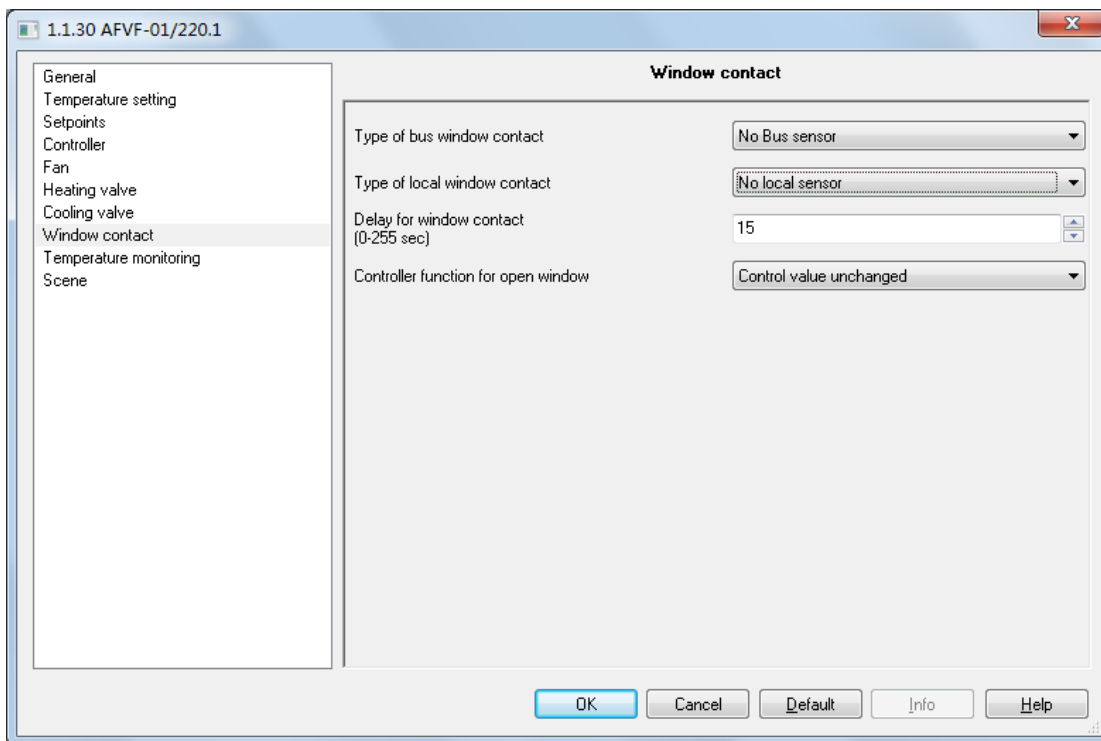 1.1.30 AFVF-01/220.1
x
General
Temperature setting
Setpoints
Controller
Fan
Heating valve
Cooling valve
Window contact
Temperature monitoring
Scene
Window contact
Type of bus window contact
No Bus sensor
Type of local window contact
No local sensor
Delay for window contact
(0-255 sec)
15
Controller function for open window
Control value unchanged
OK
Cancel
Default
Info
Help